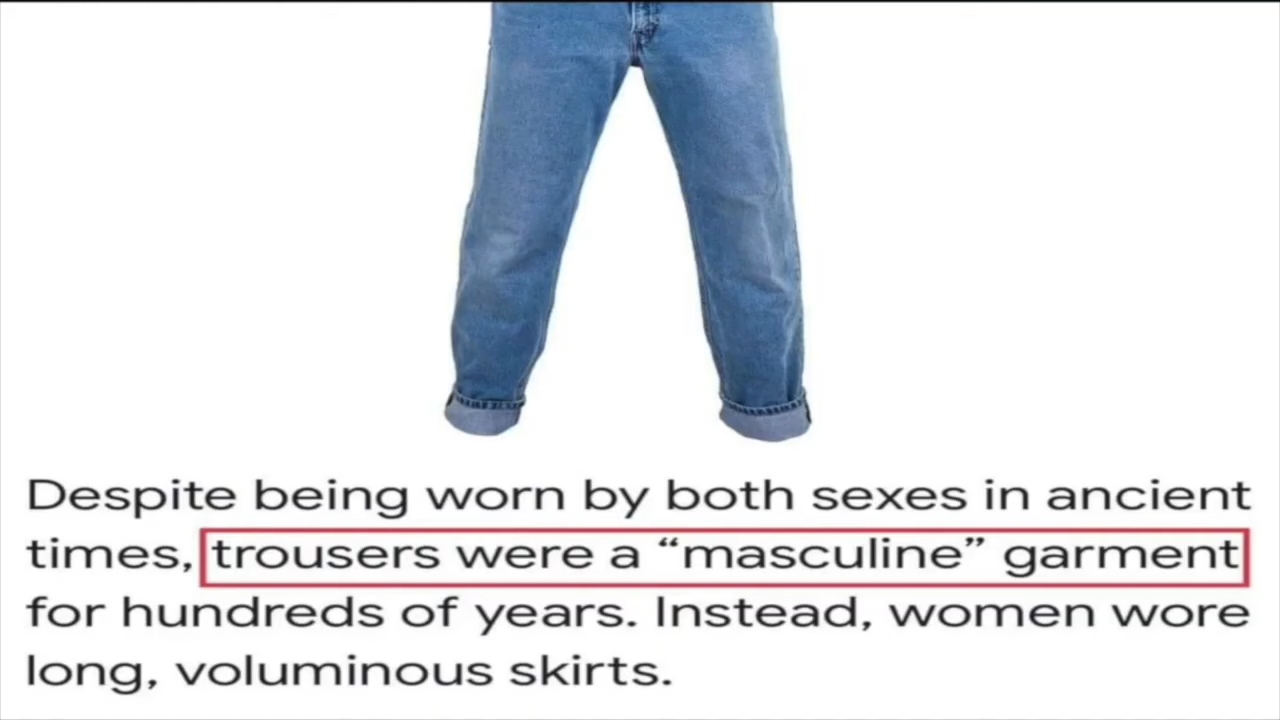 Despite being worn by both sexes in ancient
times, trousers were a “masculine” garment
for hundreds of years. Instead, women wore
long, voluminous skirts.